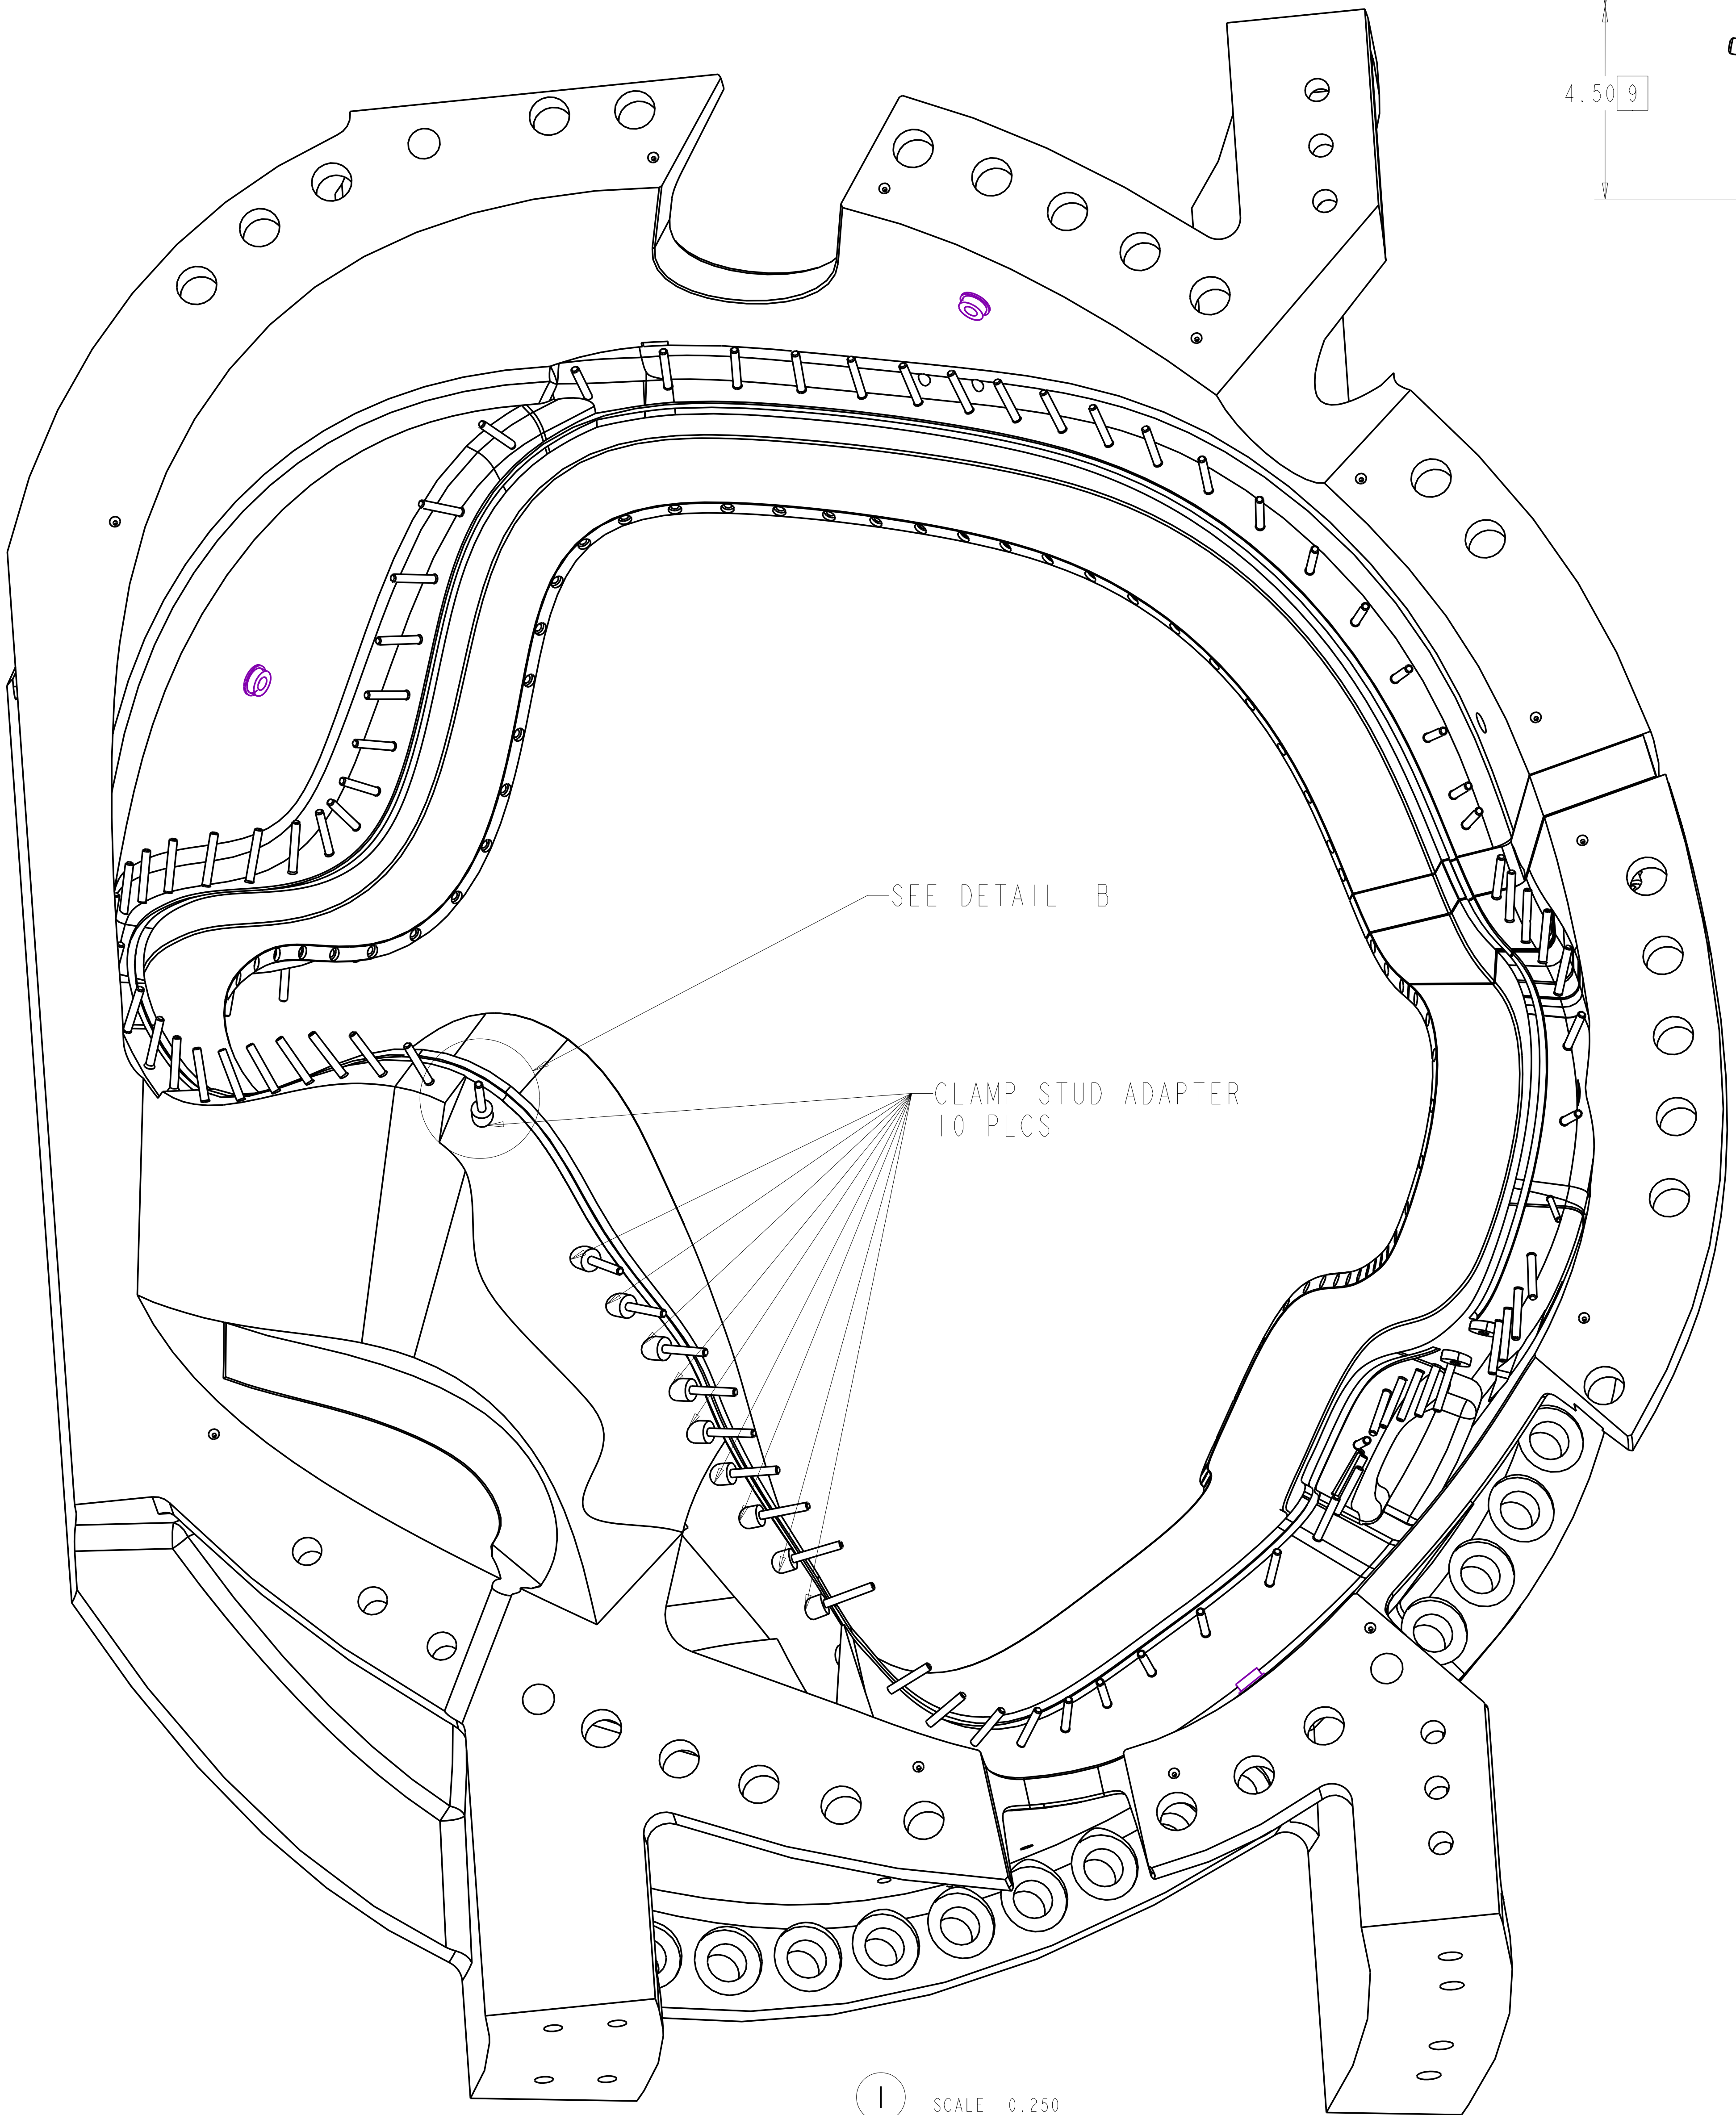 4.50 9
SEE DETAIL B
CLAMP STUD ADAPTER
10 PLCS
1 SCALE 0.250